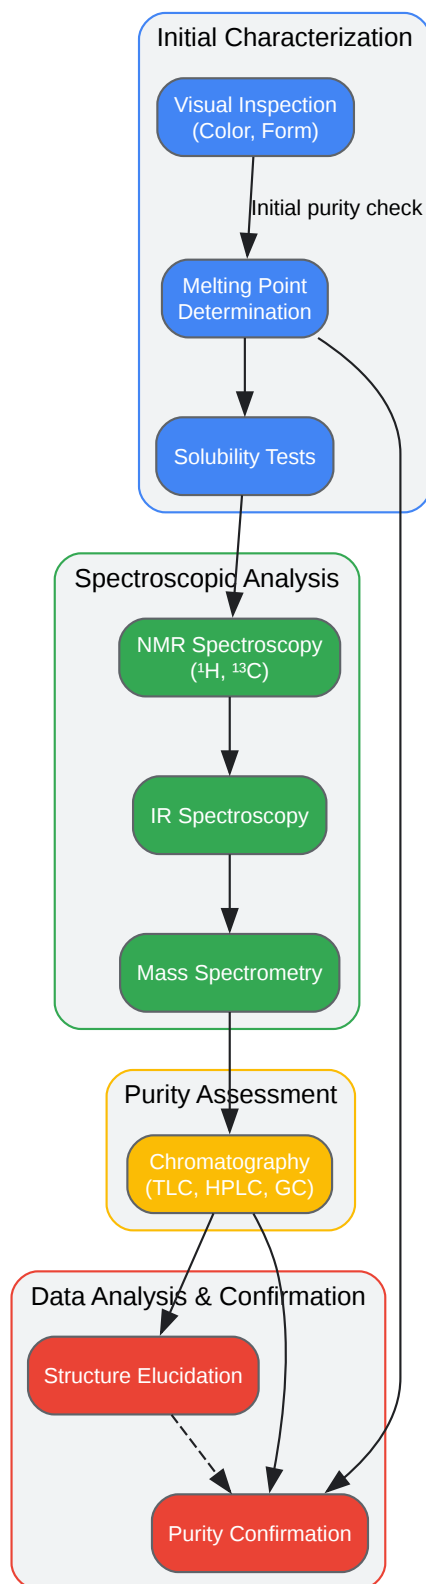 Initial Characterization
Visual Inspection
(Color, Form)
Initial purity check
Melting Point
Determination
Solubility Tests
Spectroscopic Analysis
NMR Spectroscopy
(¹H, ¹³C)
IR Spectroscopy
Mass Spectrometry
Purity Assessment
Chromatography
(TLC, HPLC, GC)
Data Analysis & Confirmation
Structure Elucidation
Purity Confirmation